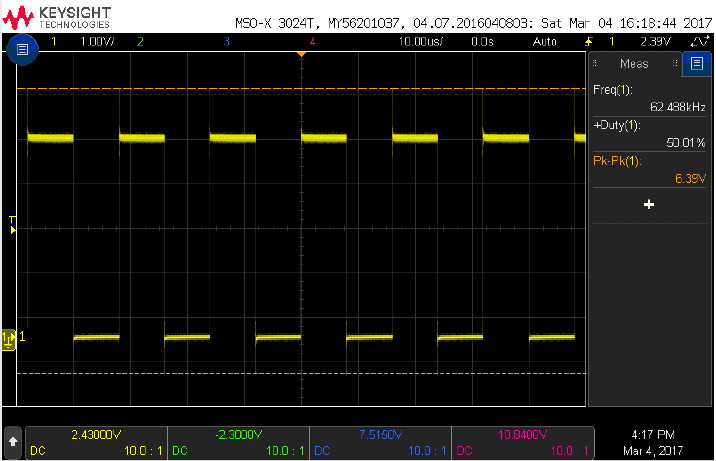 KEYSIGHT
TECHNOLOGIES
MSO-X 3024T, MY56201037, 04.07.2016040803: Sat Mar 04 16:18:44 2017
1 1.00V/ 2 3 4 10.00us/ 0.0s Auto 1 2.39V
Meas
Freq(1):
62.488kHz
+Duty(1):
50.01%
Pk-Pk(1):
6.39V
+
T
1 1
2.43000V -2.3000V 7.5150V 10.8400V
DC 10.0 : 1 DC 10.0 : 1 DC 10.0 : 1 DC 10.0 : 1
4:17 PM
Mar 4, 2017